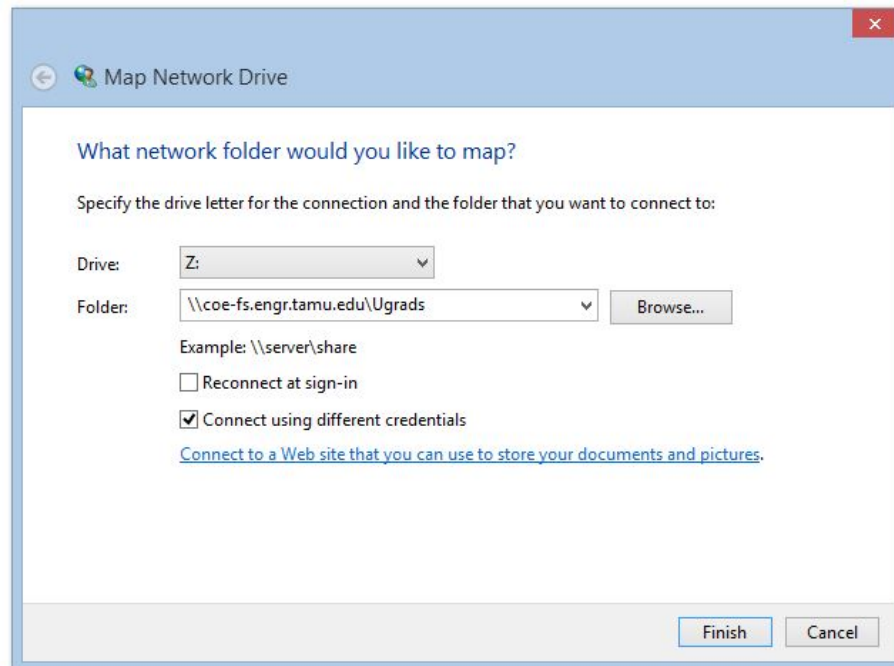 Map Network Drive
What network folder would you like to map?
Specify the drive letter for the connection and the folder that you want to connect to:
Drive: Z:
Folder: \\coe-fs.engr.tamu.edu\Ugrads Browse...
Example: \\server\share
Reconnect at sign-in
Connect using different credentials
Connect to a Web site that you can use to store your documents and pictures.
Finish Cancel